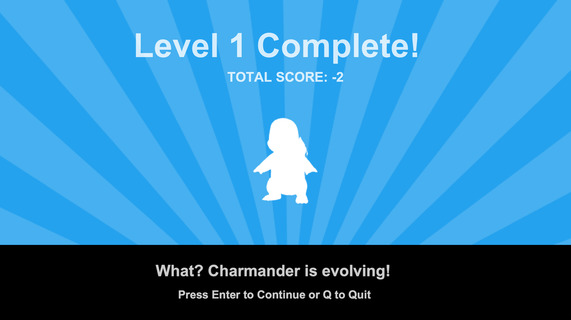 Level 1 Complete!
TOTAL SCORE: -2
What? Charmander is evolving!
Press Enter to Continue or Q to Quit